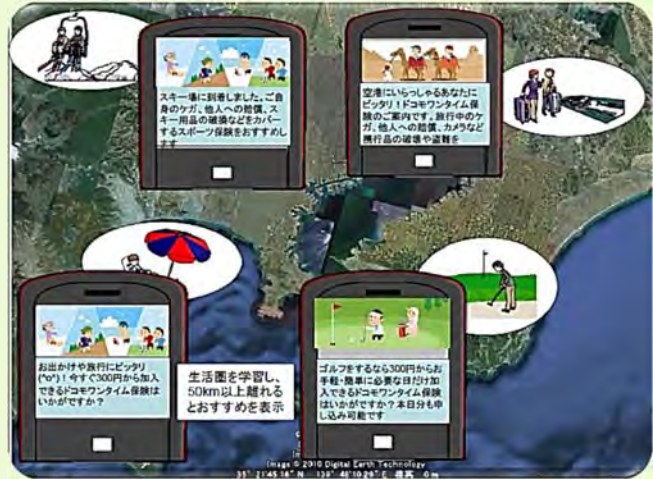 スキー場に到着しました。ご自
身のケガ、他人への賠償、ス
キー用品の破損などをカバー
するスポーツ保険をおすすめし
ます
空港にいらっしゃるあなたに
ピッタリ！ドコモワンタイム保
険のご案内です。旅行中のケ
ガ、他人への賠償、カメラなど
携行品の破壊や盗難を
お出かけや旅行にピッタリ
(^o^)！今すぐ300円から加入
できるドコモワンタイム保険は
いかがですか？
生活圏を学習し、
50km以上離れる
とおすすめを表示
ゴルフをするなら300円からお
手軽・簡単に必要な日だけ加
入できるドコモワンタイム保険
はいかがですか？本日分も申
し込み可能です
Image © 2010 Digital Earth Technology
35° 21'45.18" N 139° 48'10.29" E 標高 0 m